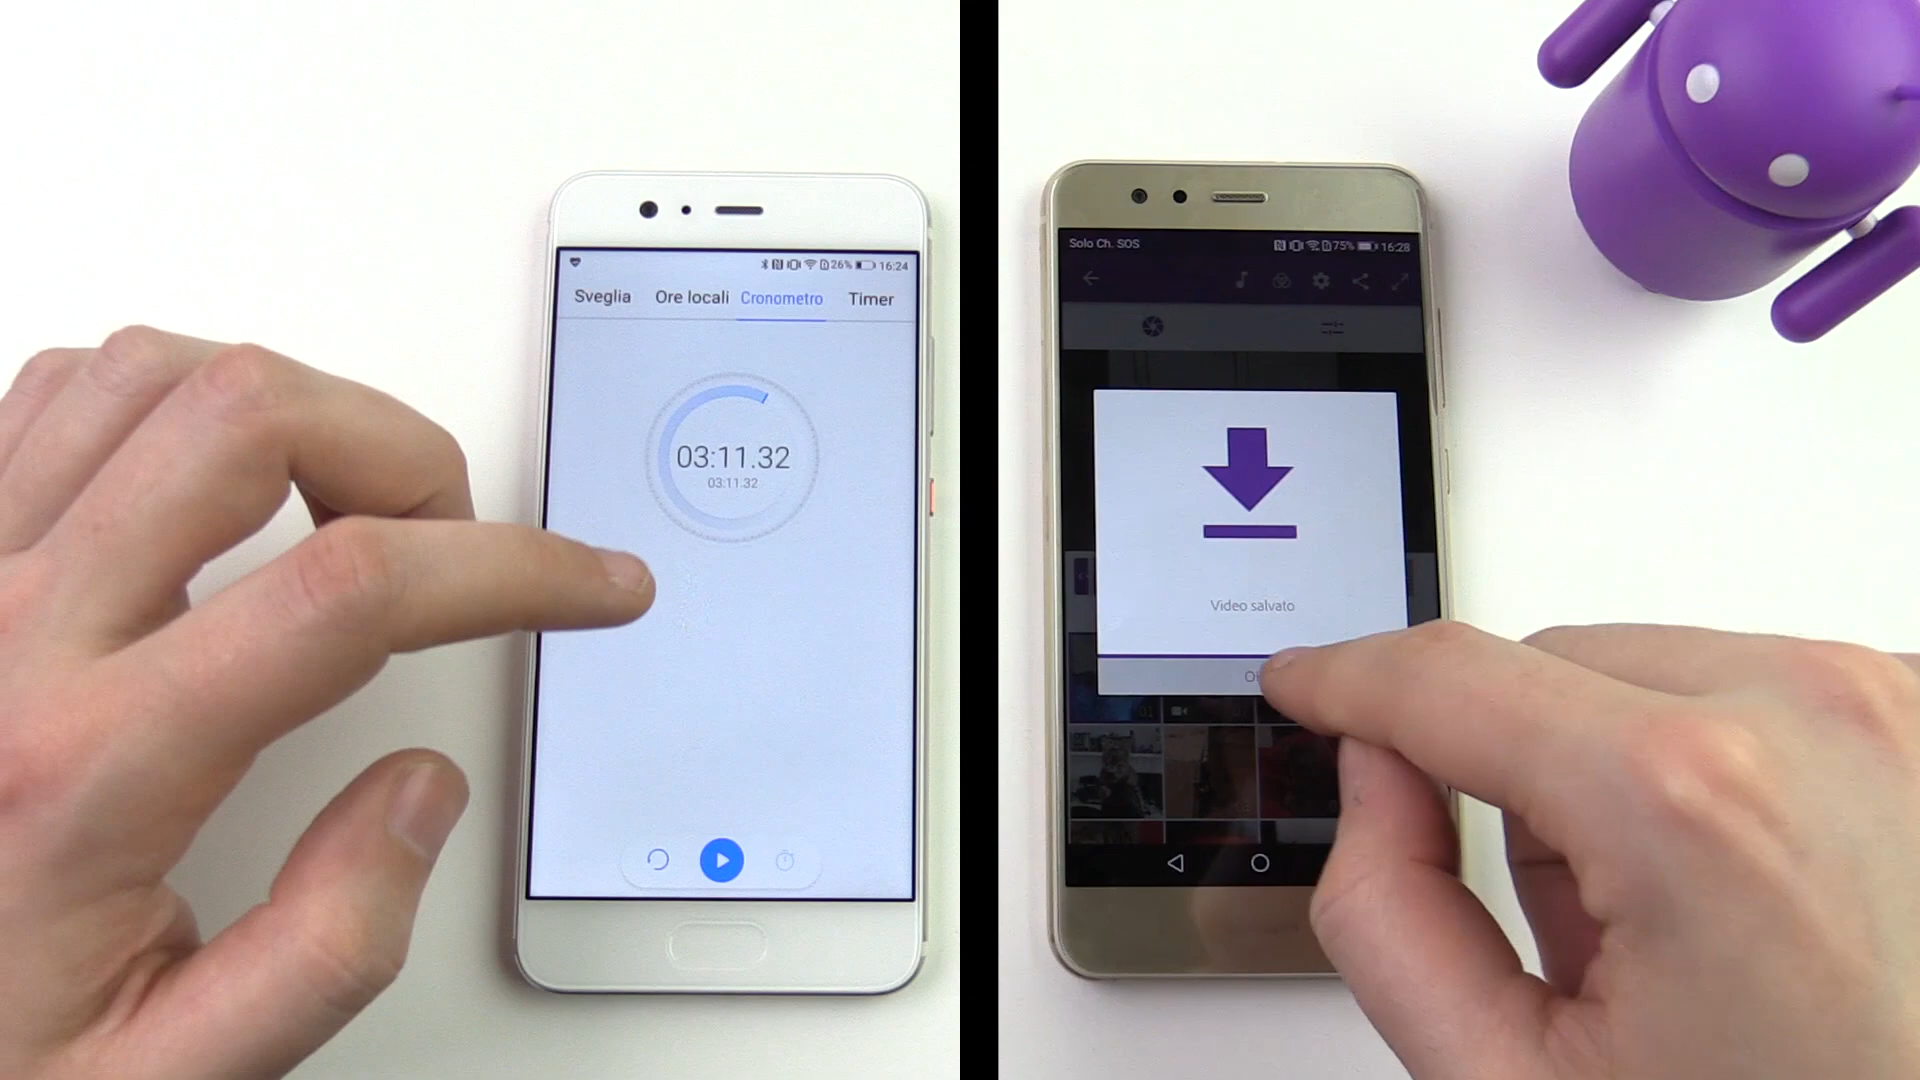 26% 16:24
Sveglia Ore locali Cronometro Timer
03:11.32
03:11.32
Solo Ch. SOS 75% 16:28
Video salvato